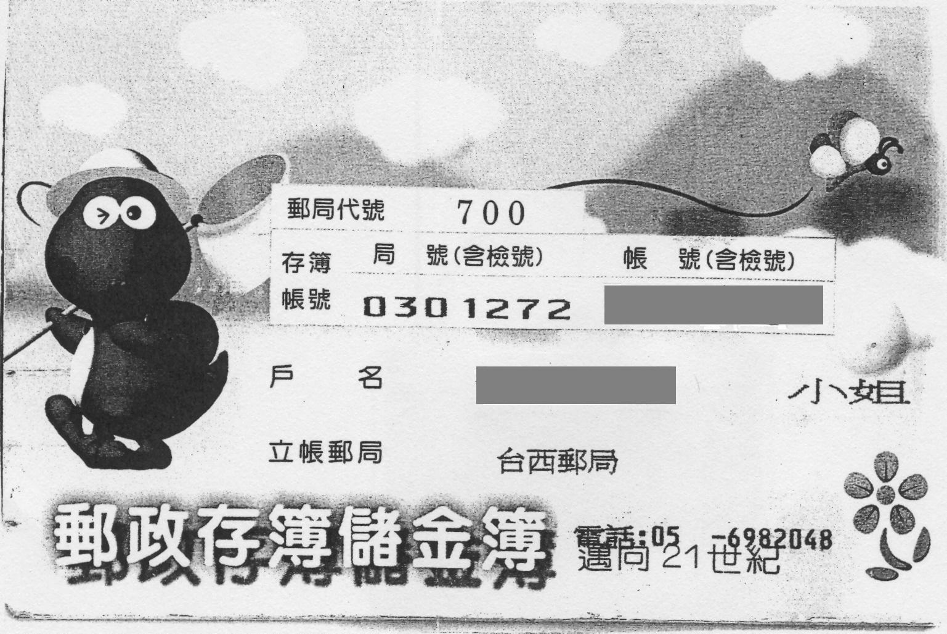 郵局代號 700
存簿帳號 局 號(含檢號) 帳 號(含檢號)
0301272
戶 名 小姐
立帳郵局 台西郵局
郵政存簿儲金簿 電話:05 -6982048
邁向 21 世紀